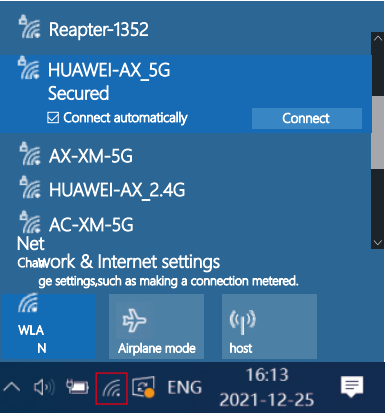 Reapter-1352
HUAWEI-AX_5G
Secured
Connect automatically
Connect
AX-XM-5G
HUAWEI-AX_2.4G
AC-XM-5G
Net
work & Internet settings
Chan
ge settings,such as making a connection metered.
WLA
N
Airplane mode
host
ENG
16:13
2021-12-25